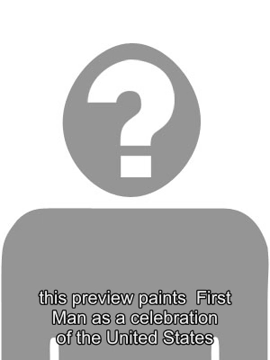 ?
this preview paints  First
Man as a celebration
of the United States